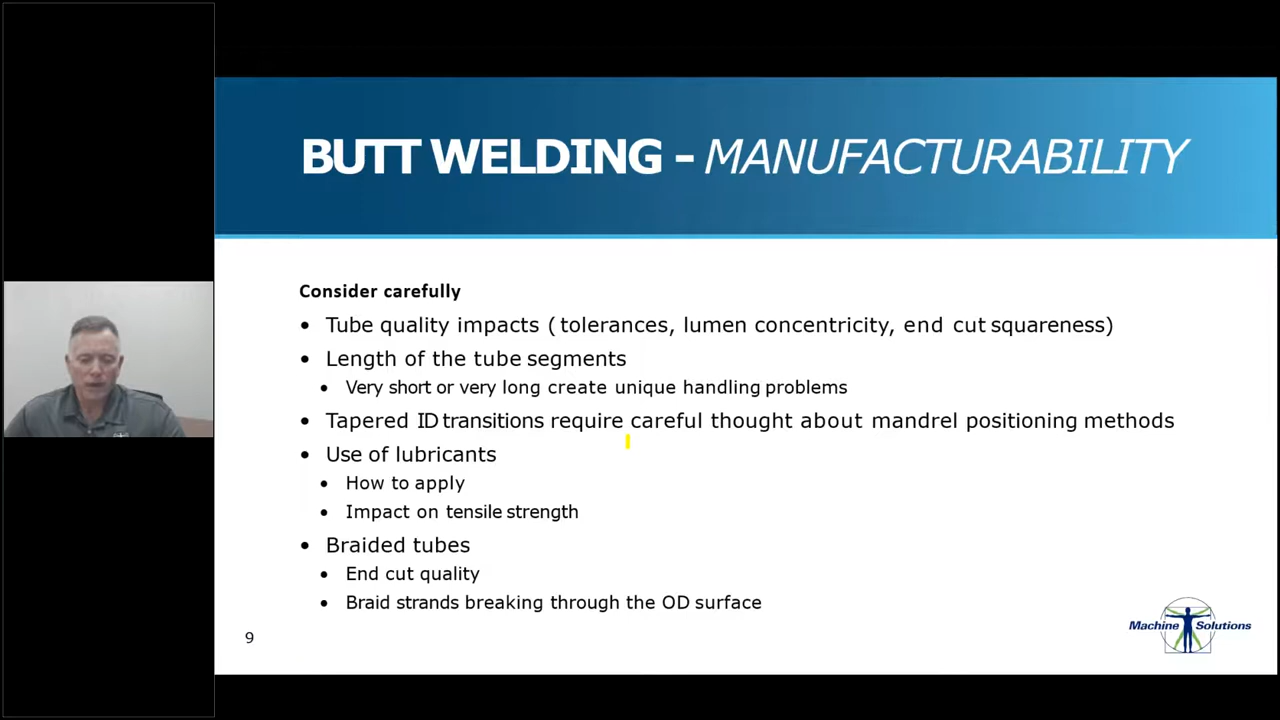 BUTT WELDING - MANUFACTURABILITY
Consider carefully
• Tube quality impacts ( tolerances, lumen concentricity, end cut squareness)
• Length of the tube segments
• Very short or very long create unique handling problems
• Tapered ID transitions require careful thought about mandrel positioning methods
• Use of lubricants
• How to apply
• Impact on tensile strength
• Braided tubes
• End cut quality
• Braid strands breaking through the OD surface
9
Machine Solutions